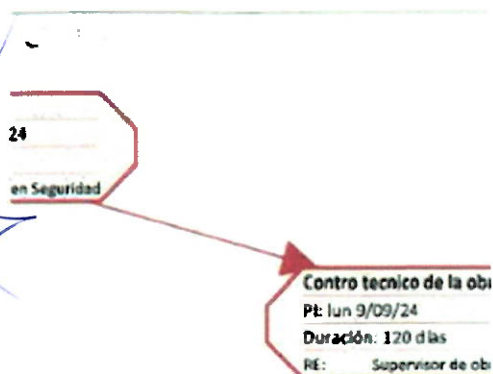 24
en Seguridad
Contro tecnico de la ob
Pt: lun 9/09/24
Duración: 120 días
RE: Supervisor de ob